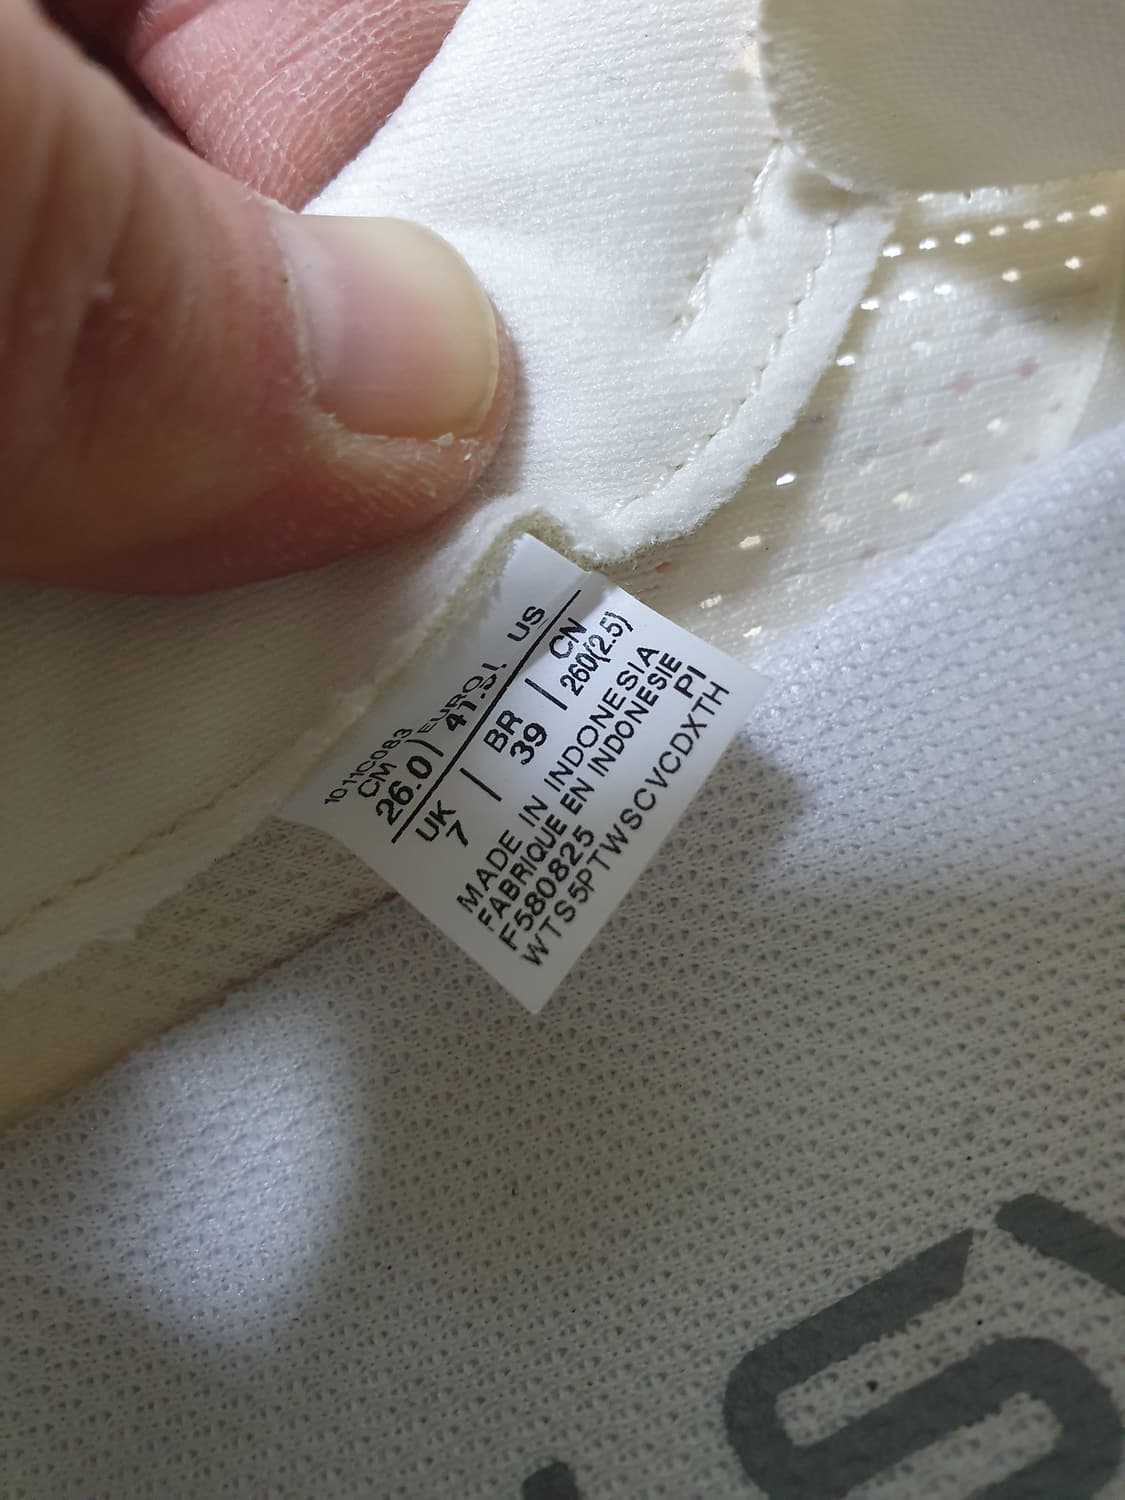 1011C083
CM EURO US
26.0 41.5
UK BR CN
7 39 260(2.5)
MADE IN INDONESIA
FABRIQUE EN INDONESIE
F580825 PI
WTS5PTWSCVCDXTH